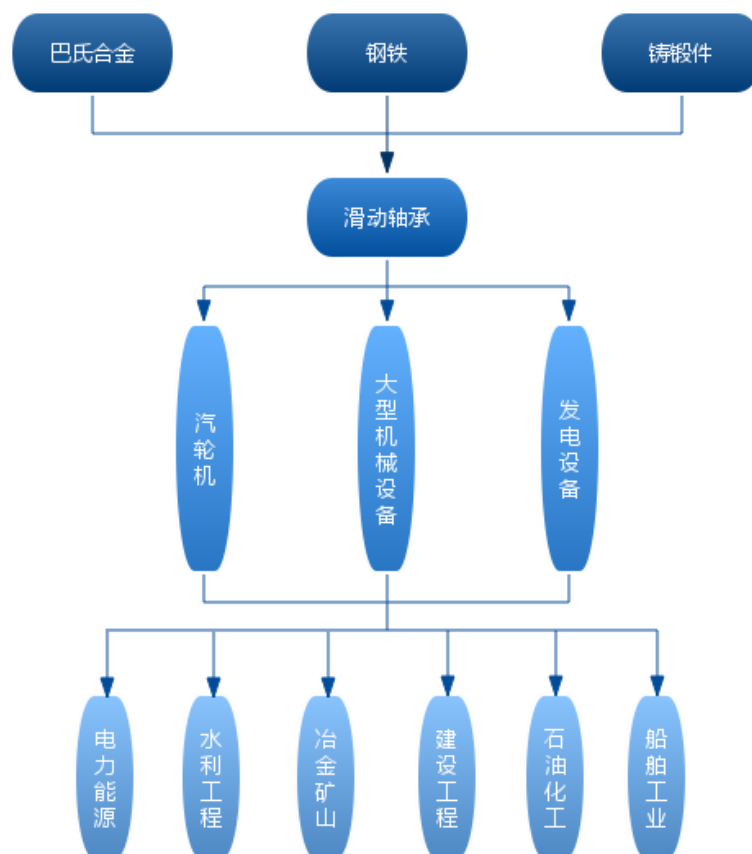 巴氏合金
钢铁
铸锻件
滑动轴承
汽轮机
大型机械设备
发电设备
电力能源
水利工程
冶金矿山
建设工程
石油化工
船舶工业